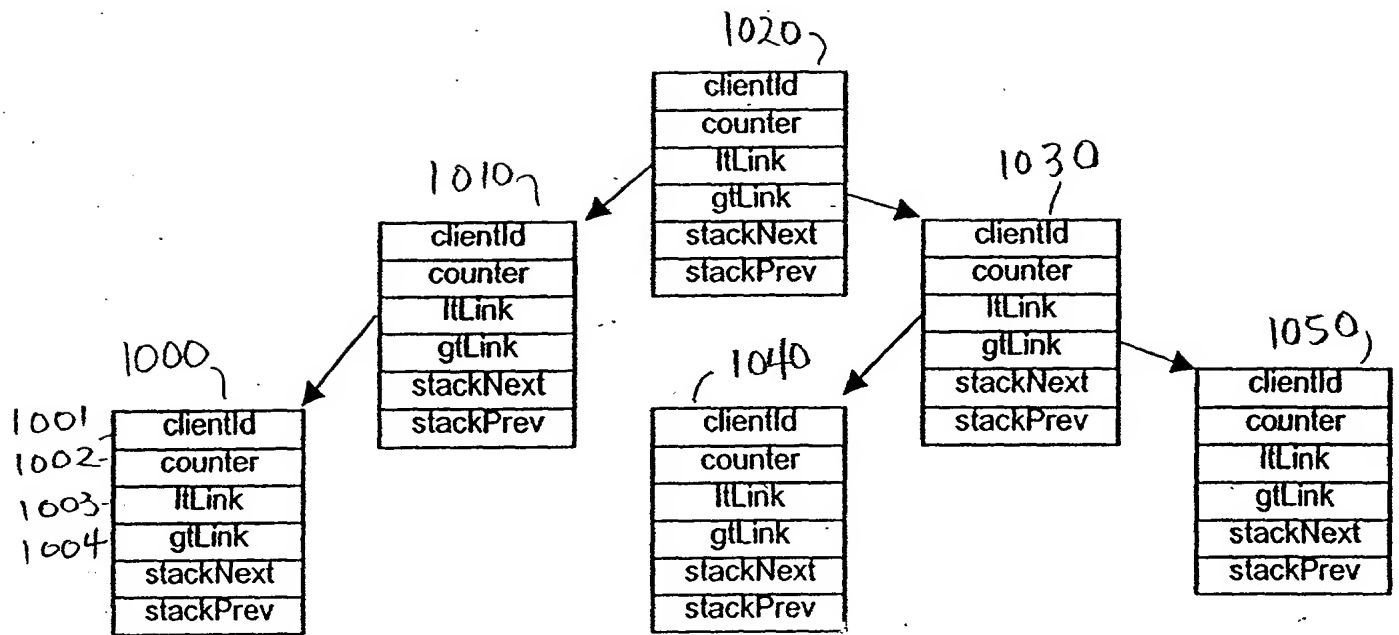 1020
clientId
counter
ltLink
gtLink
stackNext
stackPrev
1010
clientId
counter
ltLink
gtLink
stackNext
stackPrev
1030
clientId
counter
ltLink
gtLink
stackNext
stackPrev
1000
1001
1002
1003
1004
clientId
counter
ltLink
gtLink
stackNext
stackPrev
1040
clientId
counter
ltLink
gtLink
stackNext
stackPrev
1050
clientId
counter
ltLink
gtLink
stackNext
stackPrev